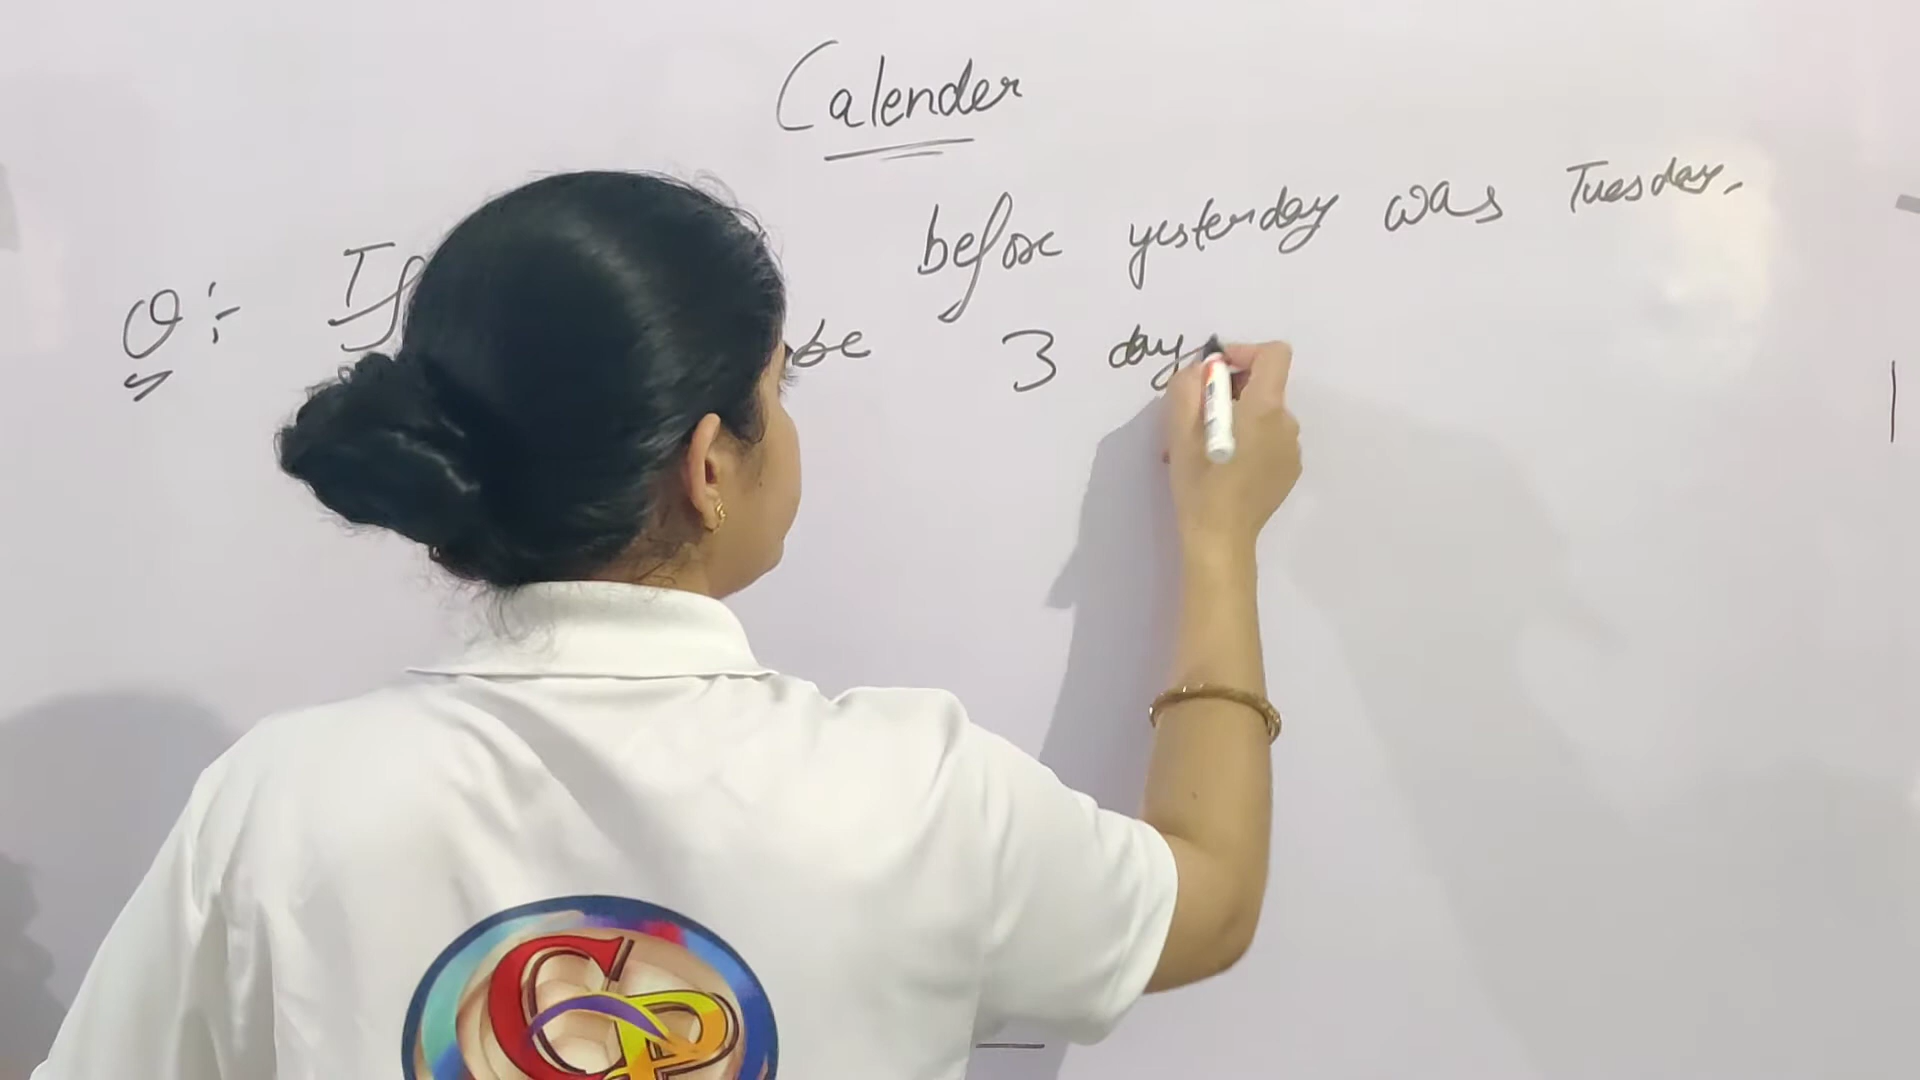 Calender
Q:- If before yesterday was Tuesday.
be 3 day